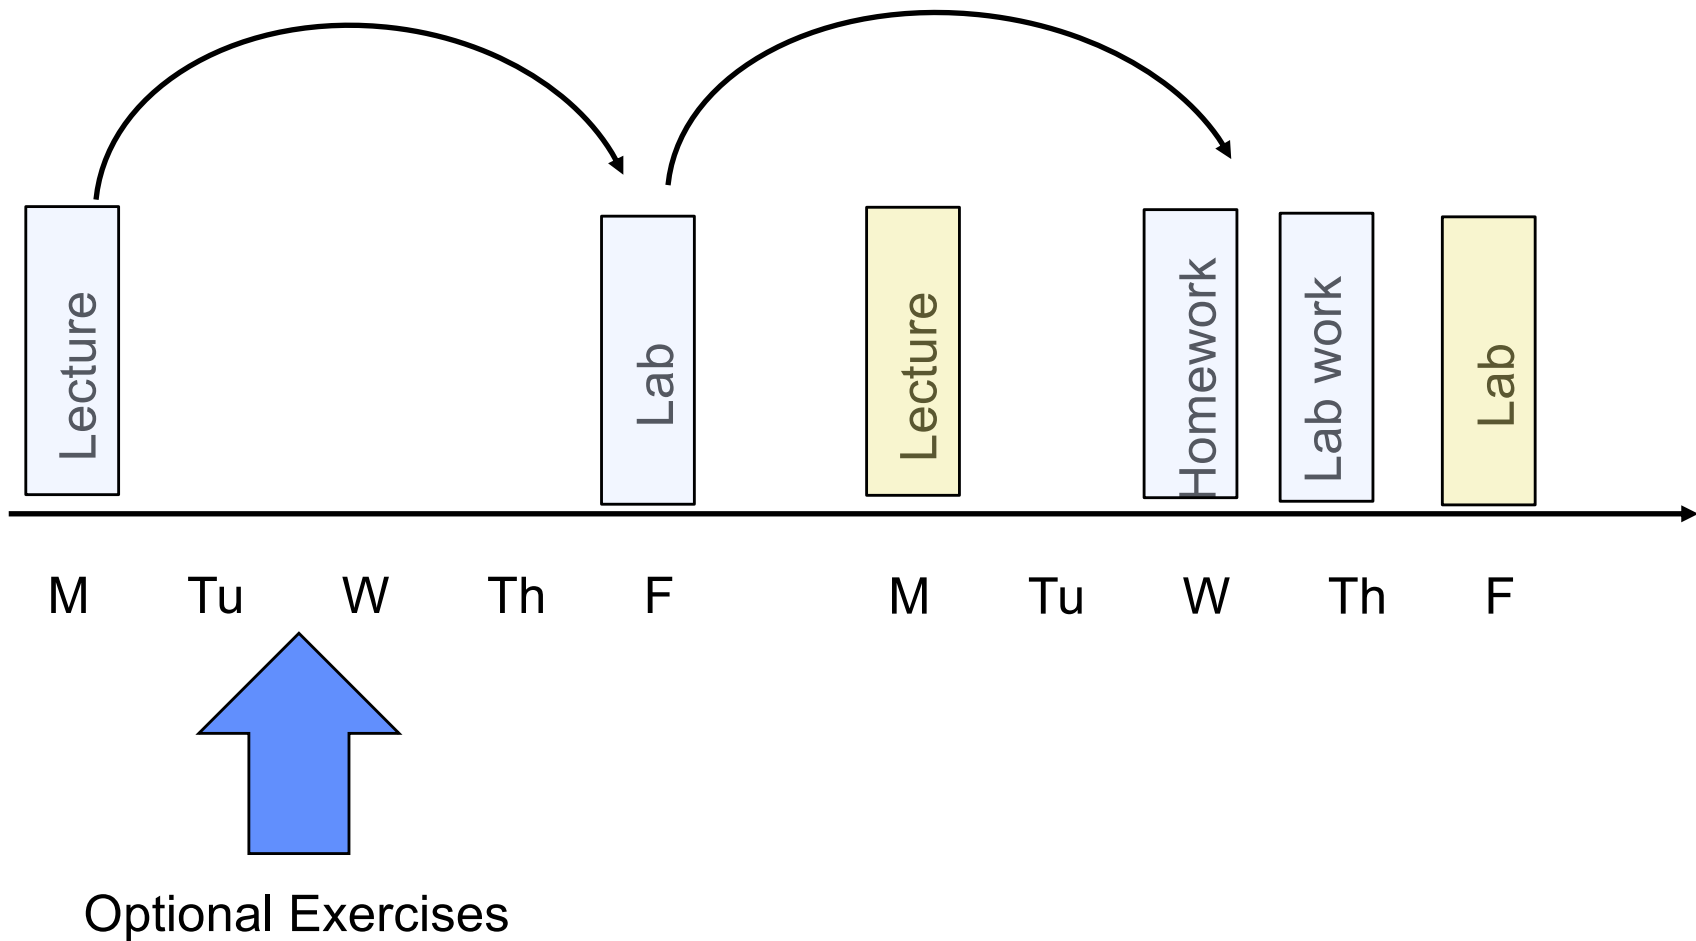 Lecture
Lab
Lecture
Homework
Lab work
Lab
M Tu W Th F M Tu W Th F
Optional Exercises